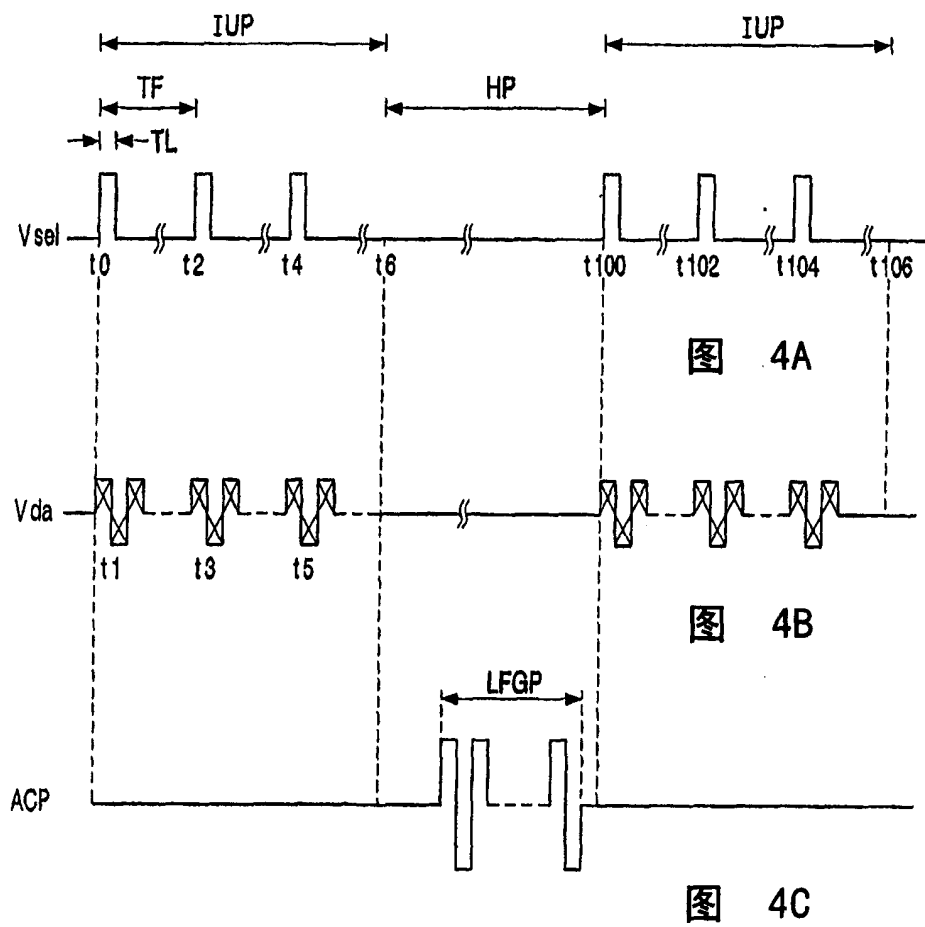 IUP IUP
TF HP
TL
Vsel
t0 t2 t4 t6 t100 t102 t104 t106
图 4A
Vda
t1 t3 t5
图 4B
LFGP
ACP
图 4C